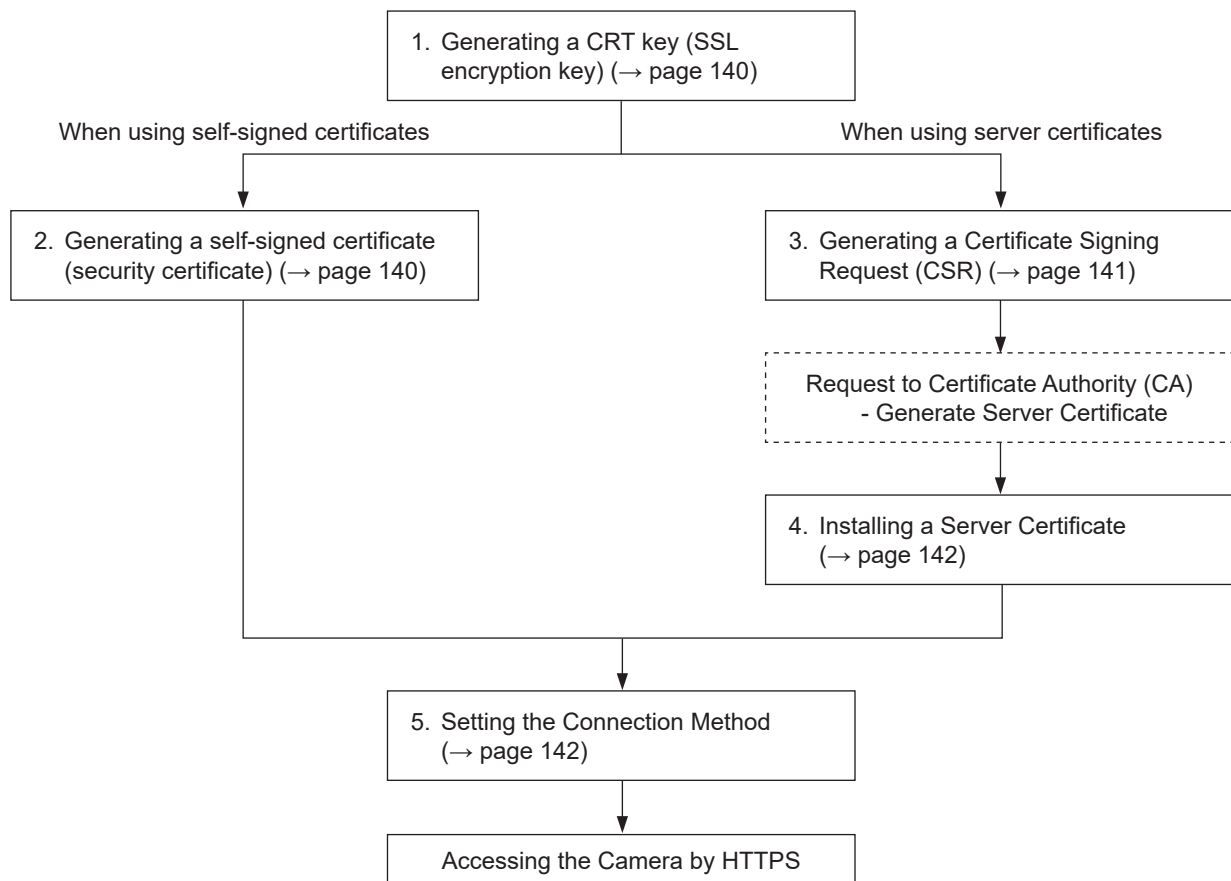 1. Generating a CRT key (SSL
encryption key) (→ page 140)
When using self-signed certificates
When using server certificates
2. Generating a self-signed certificate
(security certificate) (→ page 140)
3. Generating a Certificate Signing
Request (CSR) (→ page 141)
Request to Certificate Authority (CA)
- Generate Server Certificate
4. Installing a Server Certificate
(→ page 142)
5. Setting the Connection Method
(→ page 142)
Accessing the Camera by HTTPS